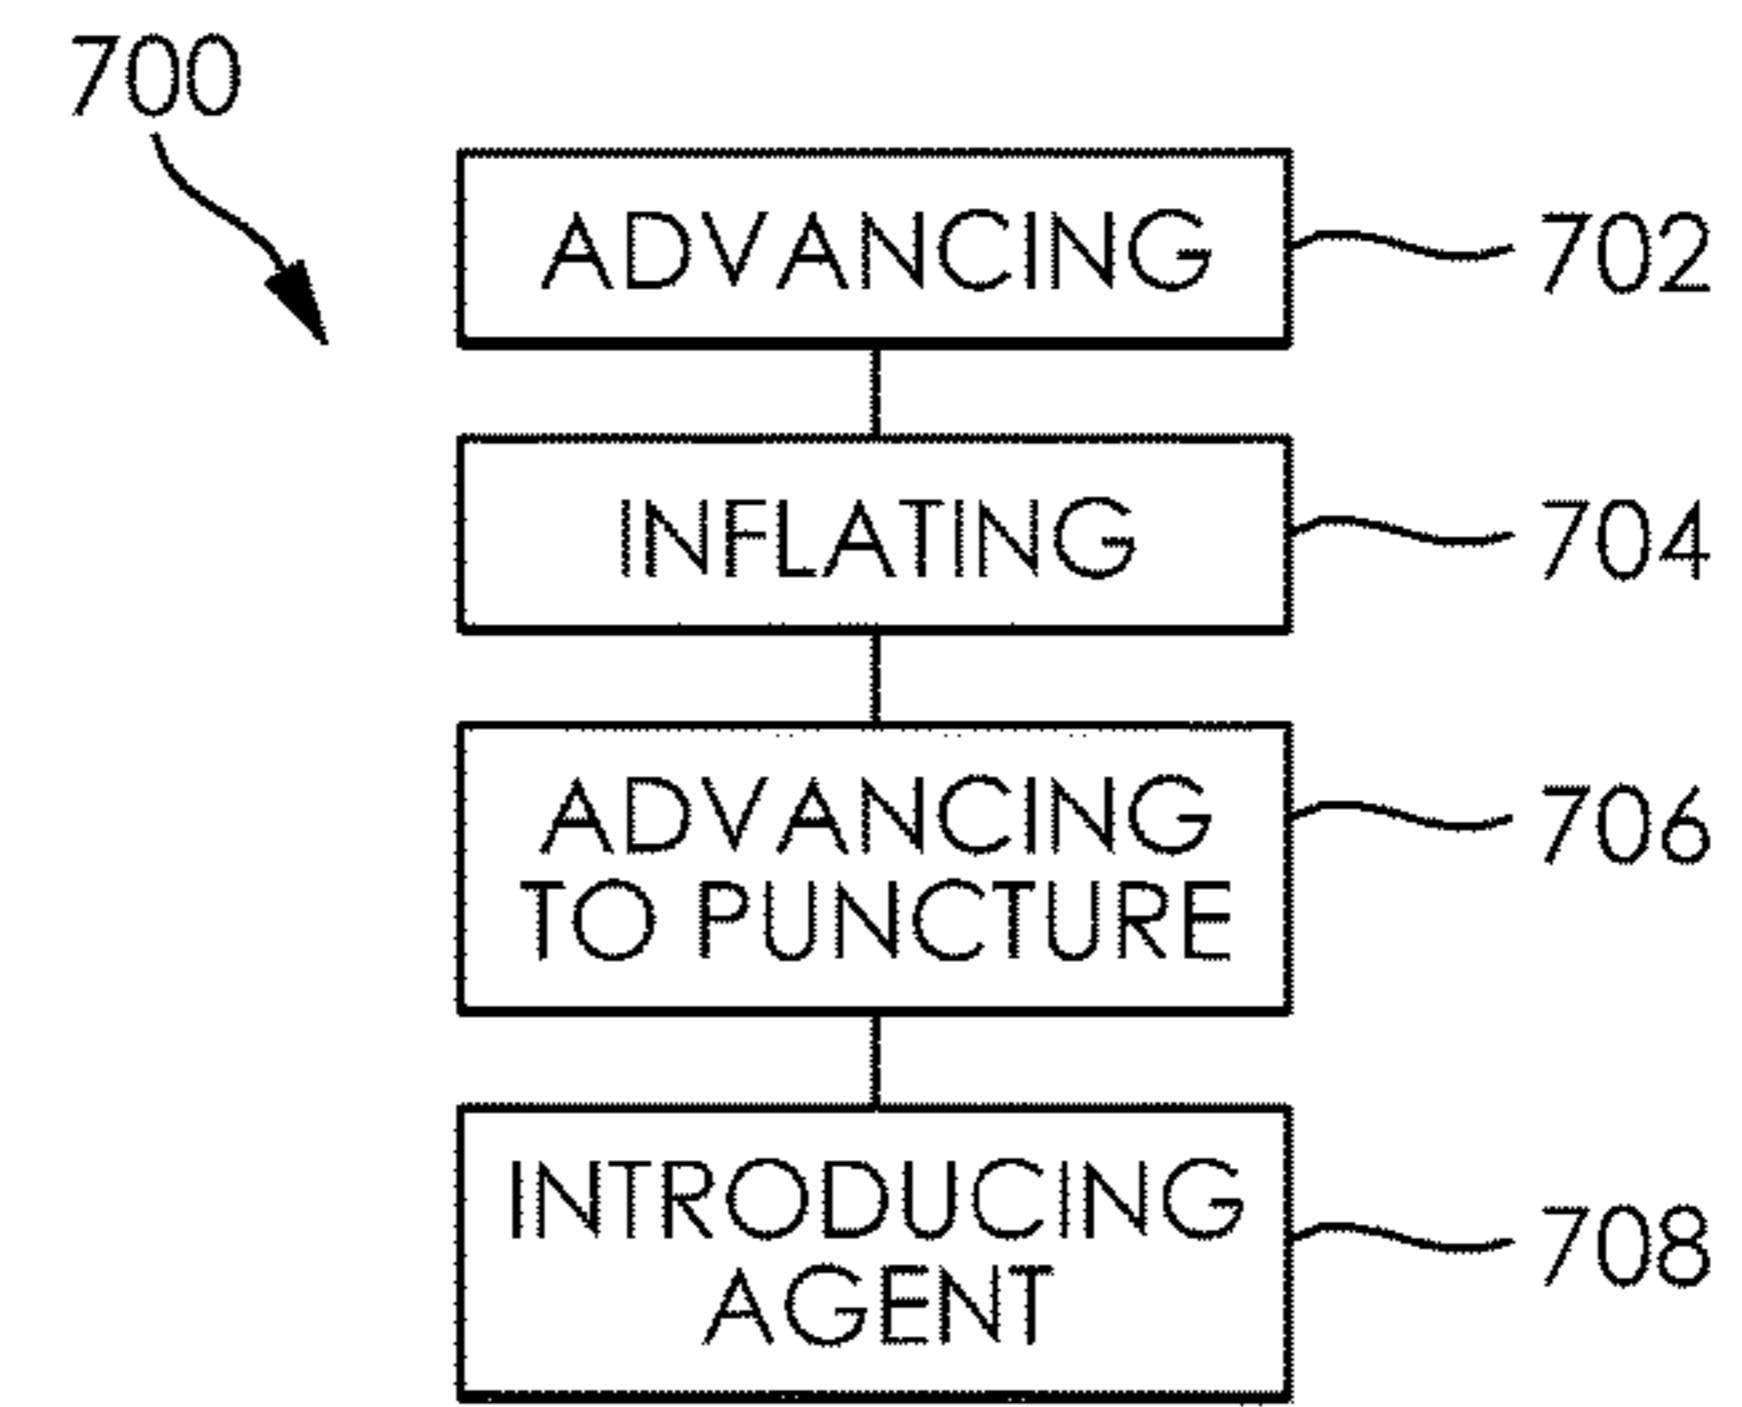 700
ADVANCING
702
INFLATING
704
ADVANCING
TO PUNCTURE
706
INTRODUCING
AGENT
708